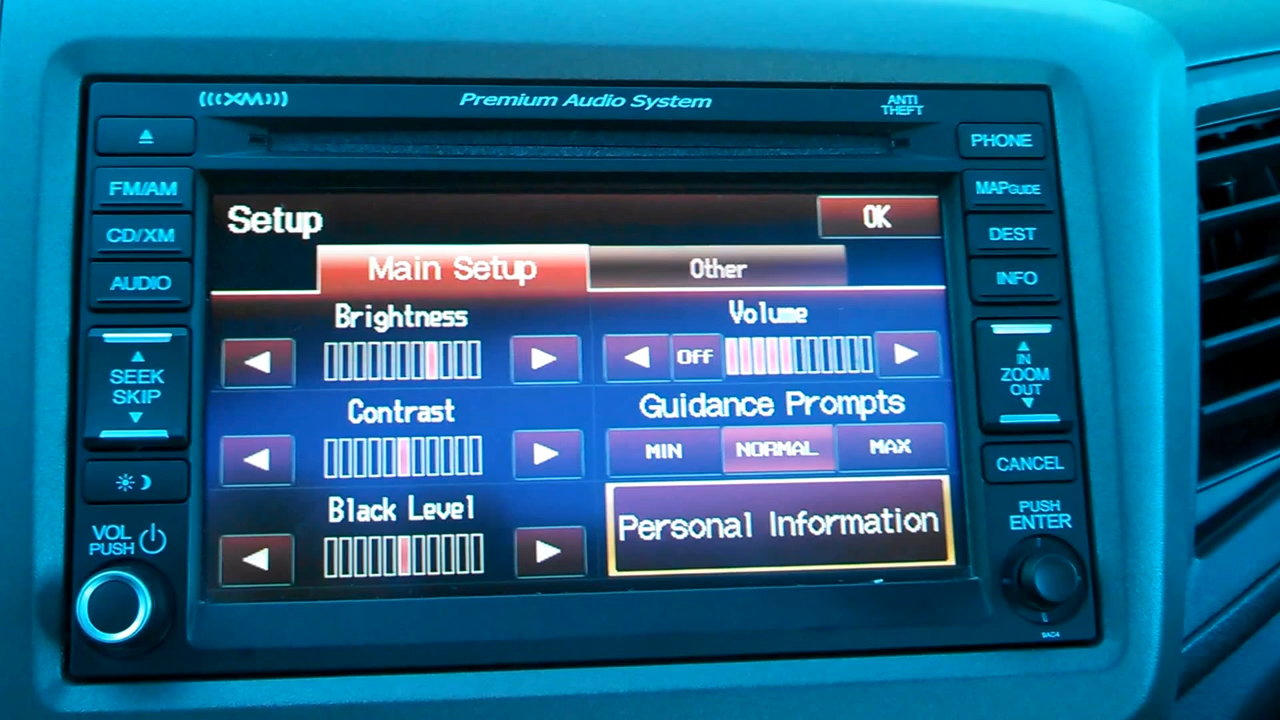 (((XM)))
Premium Audio System
ANTI
THEFT
PHONE
FM/AM
MAPGUIDE
CD/XM
DEST
AUDIO
INFO
SEEK
SKIP
IN
ZOOM
OUT
CANCEL
VOL
PUSH
PUSH
ENTER
9AC4
Setup
OK
Main Setup
Other
Brightness
Volume
OFF
Contrast
Guidance Prompts
MIN
NORMAL
MAX
Black Level
Personal Information